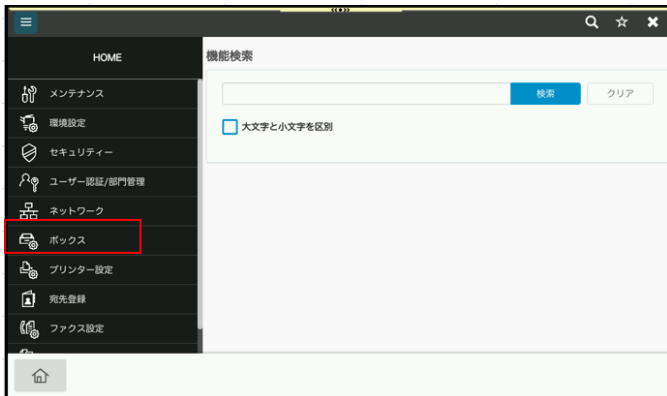 HOME
機能検索
メンテナンス
検索
クリア
環境設定
大文字と小文字を区別
セキュリティー
ユーザー認証/部門管理
ネットワーク
ボックス
プリンター設定
宛先登録
ファクス設定